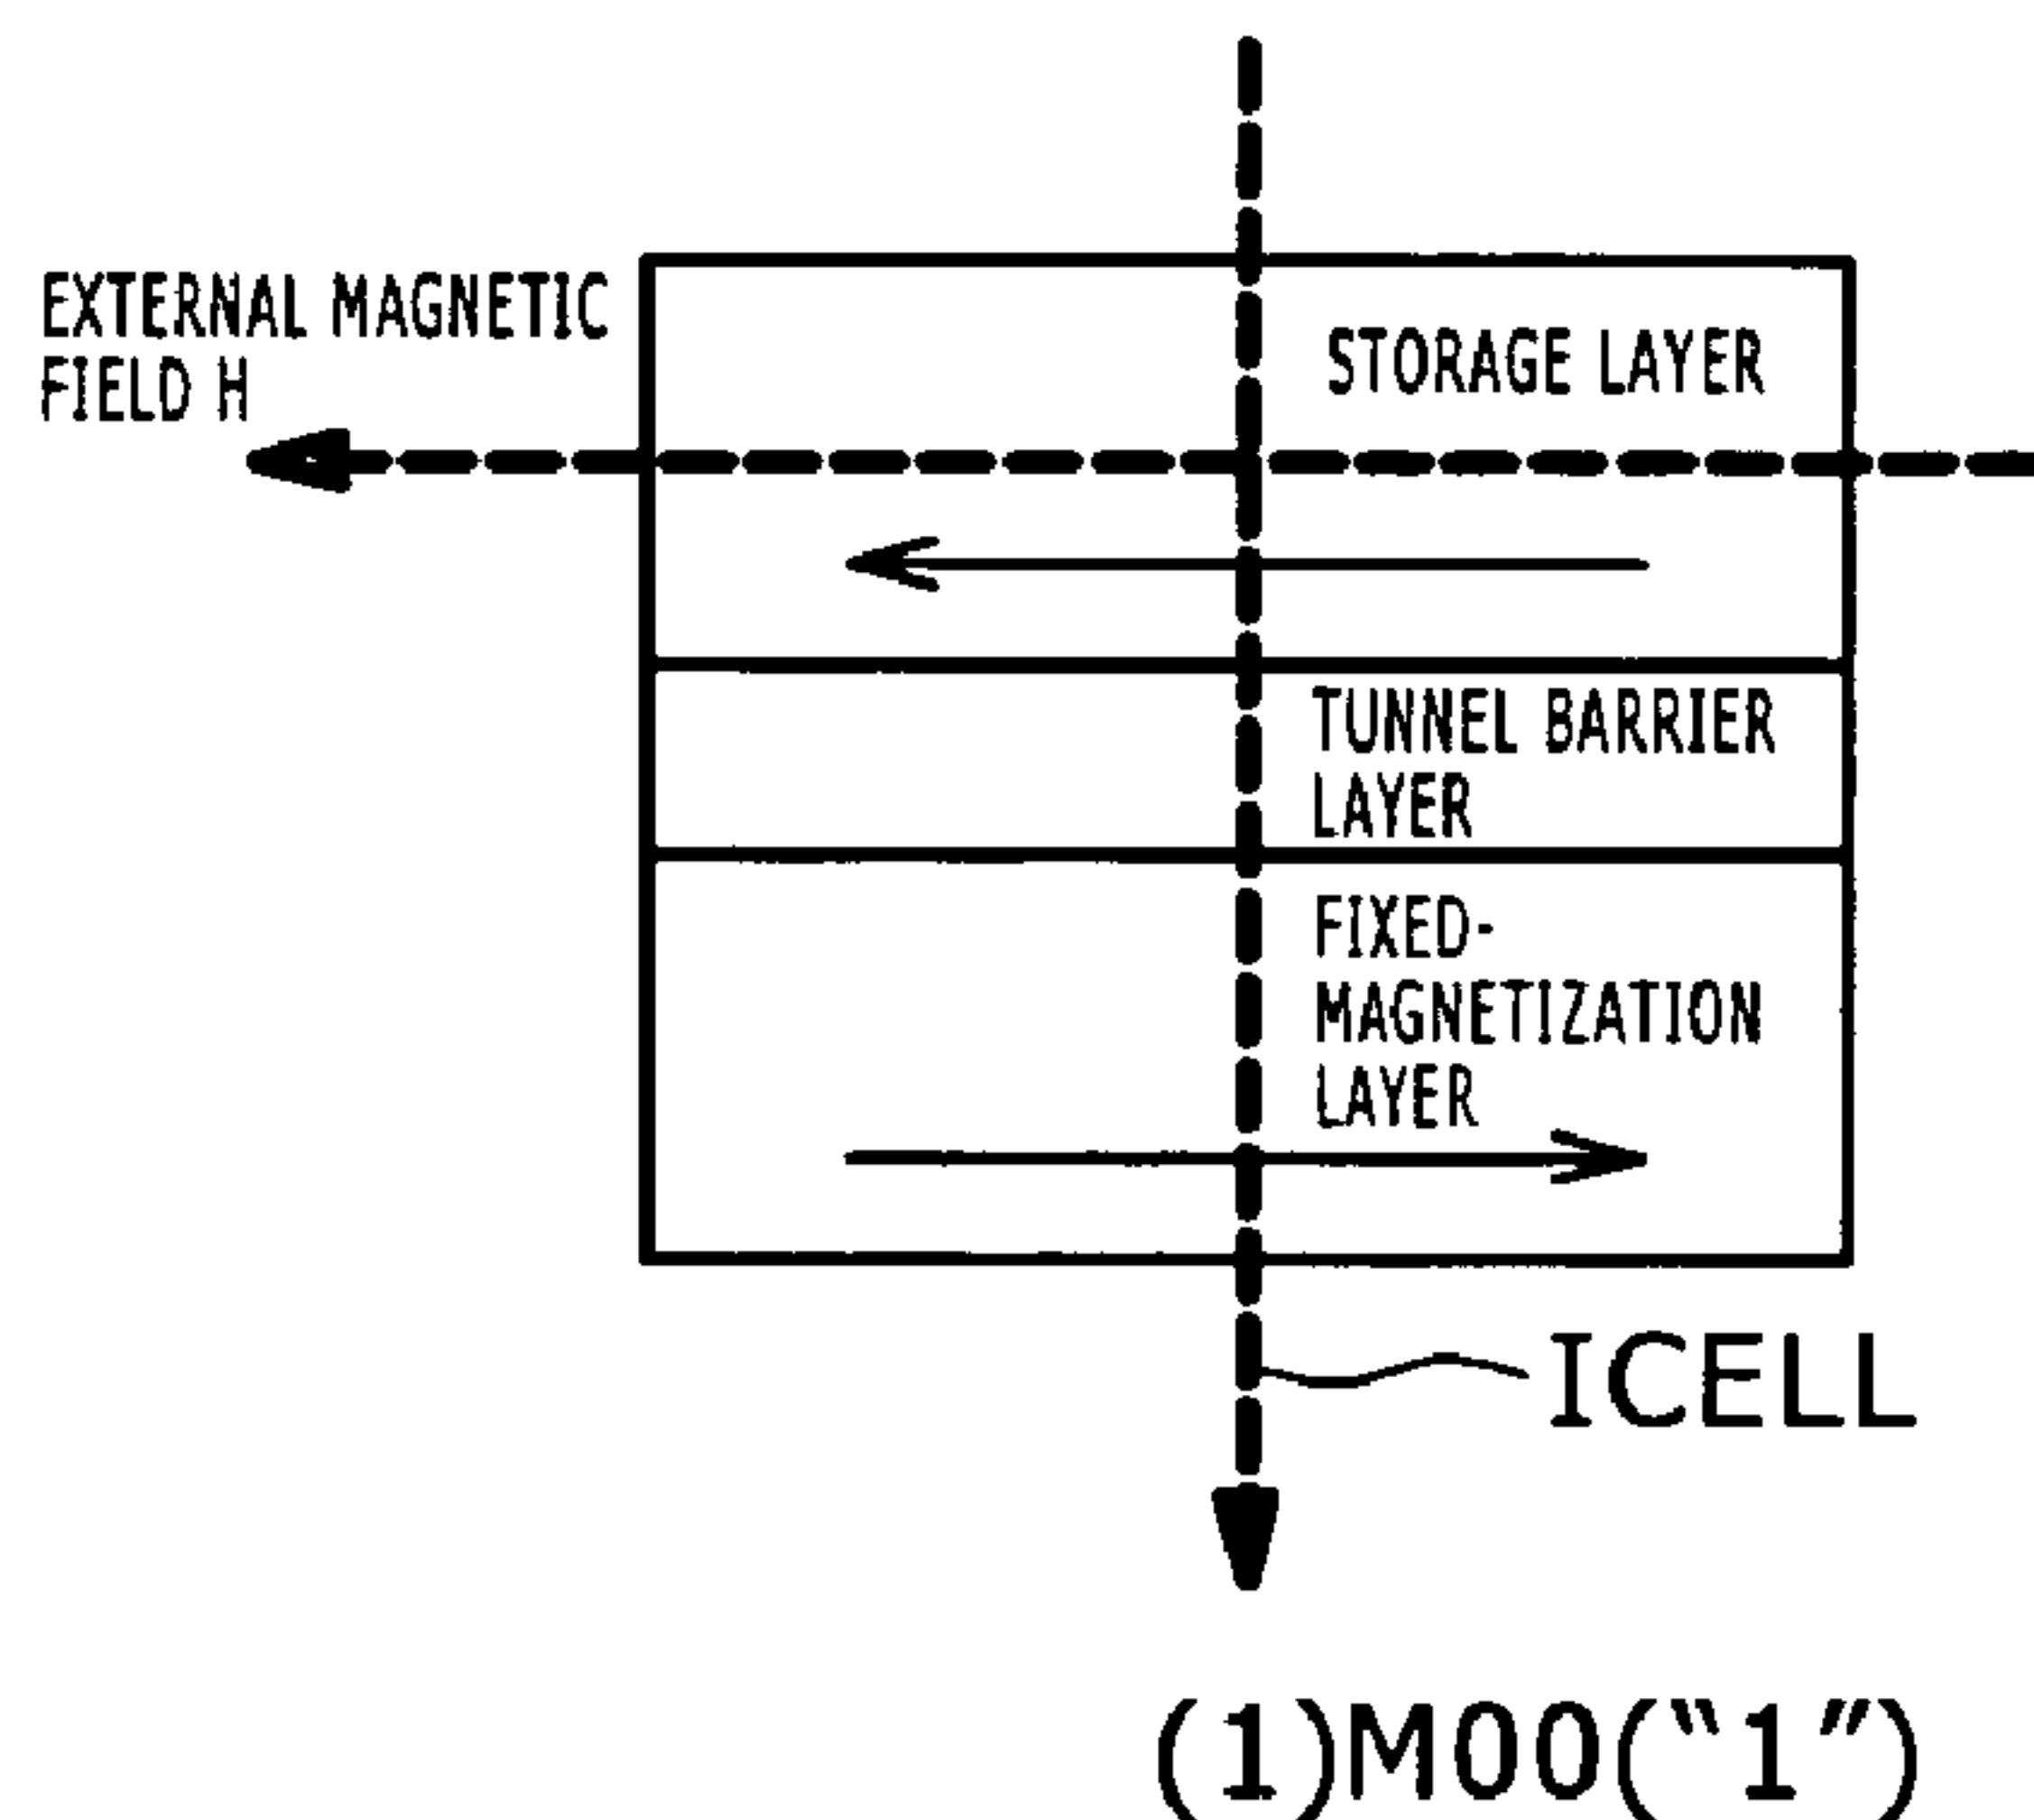 EXTERNAL MAGNETIC
FIELD H
STORAGE LAYER
TUNNEL BARRIER
LAYER
FIXED-
MAGNETIZATION
LAYER
ICELL
(1)M00(“1”)